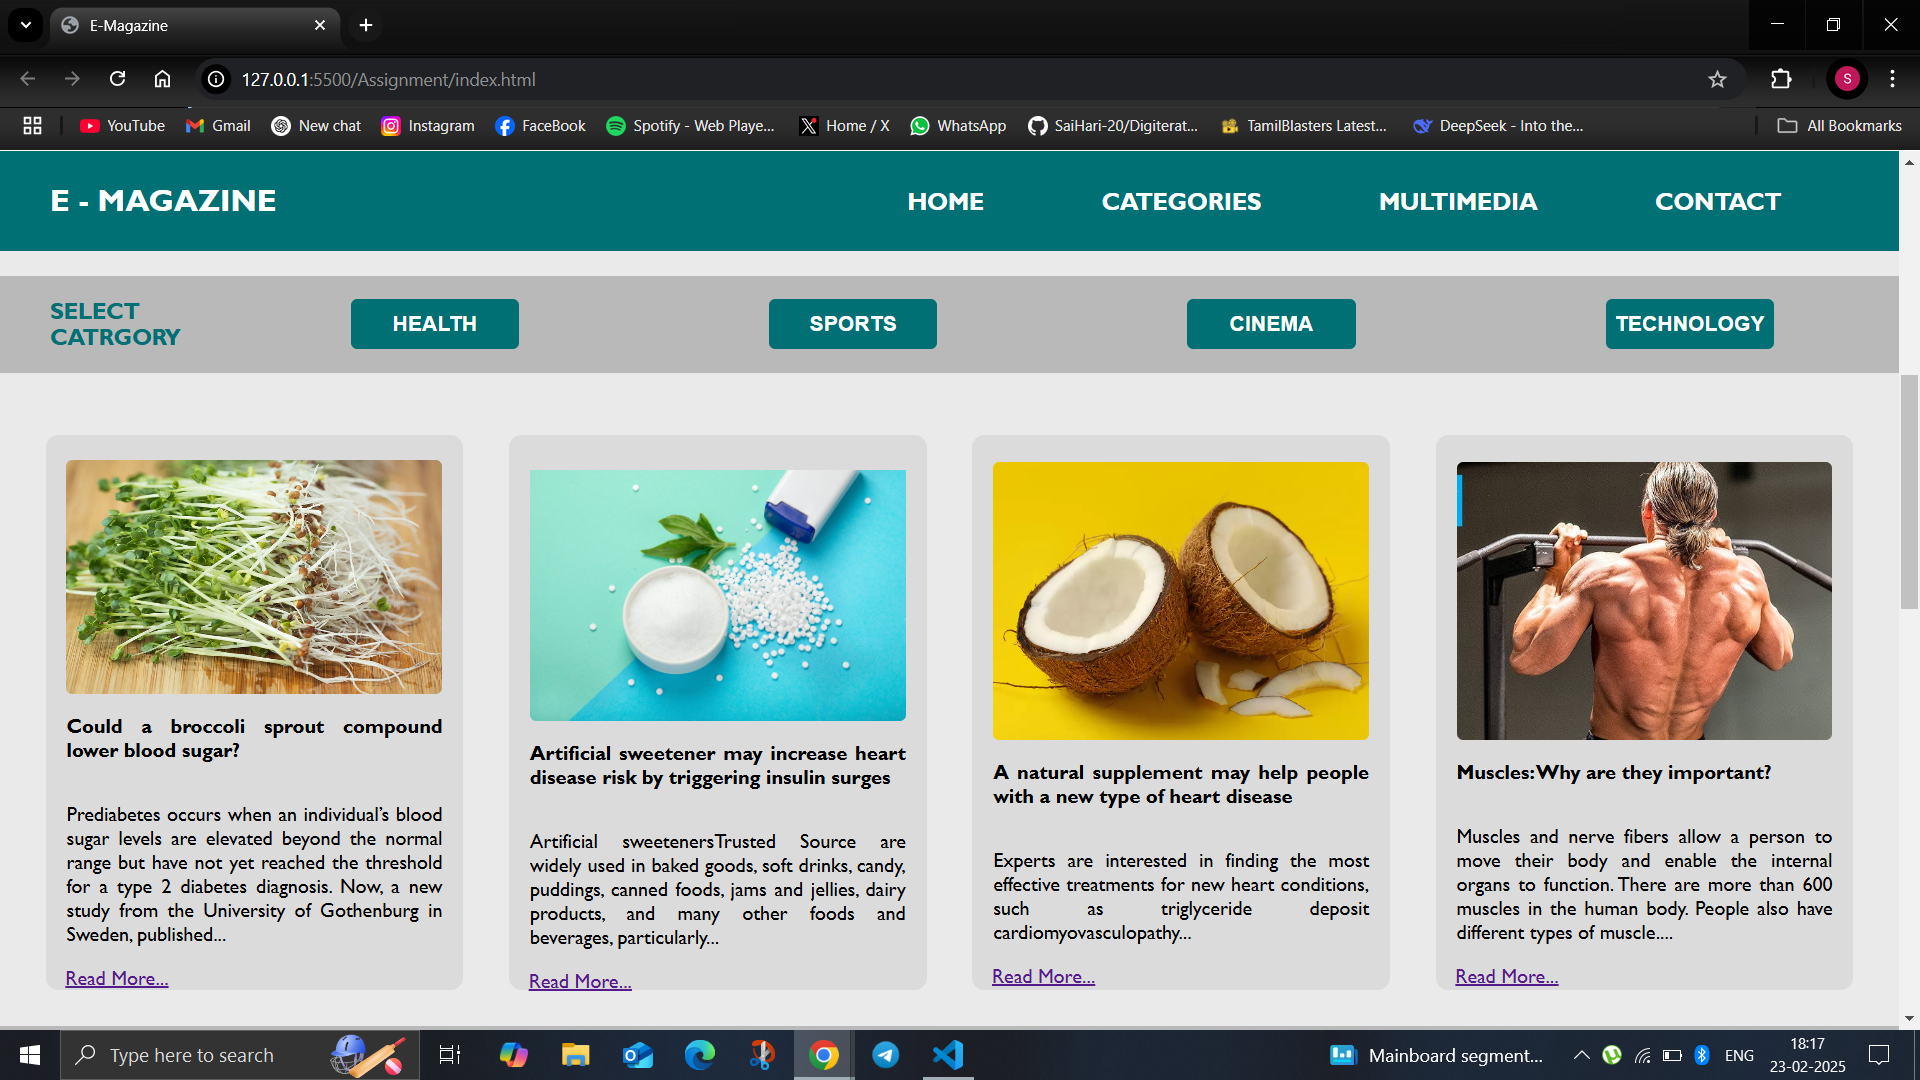 E-Magazine
127.0.0.1:5500/Assignment/index.html
S
YouTube
Gmail
New chat
Instagram
FaceBook
Spotify - Web Playe...
Home / X
WhatsApp
SaiHari-20/Digiterat...
TamilBlasters Latest...
DeepSeek - Into the...
All Bookmarks
E - MAGAZINE
HOME
CATEGORIES
MULTIMEDIA
CONTACT
SELECT
CATRGORY
HEALTH
SPORTS
CINEMA
TECHNOLOGY
Could a broccoli sprout compound
lower blood sugar?
Prediabetes occurs when an individual’s blood
sugar levels are elevated beyond the normal
range but have not yet reached the threshold
for a type 2 diabetes diagnosis. Now, a new
study from the University of Gothenburg in
Sweden, published...
Read More...
Artificial sweetener may increase heart
disease risk by triggering insulin surges
Artificial sweetenersTrusted Source are
widely used in baked goods, soft drinks, candy,
puddings, canned foods, jams and jellies, dairy
products, and many other foods and
beverages, particularly...
Read More...
A natural supplement may help people
with a new type of heart disease
Experts are interested in finding the most
effective treatments for new heart conditions,
such as triglyceride deposit
cardiomyovasculopathy...
Read More...
Muscles: Why are they important?
Muscles and nerve fibers allow a person to
move their body and enable the internal
organs to function. There are more than 600
muscles in the human body. People also have
different types of muscle....
Read More...
Type here to search
Mainboard segment...
ENG
18:17
23-02-2025